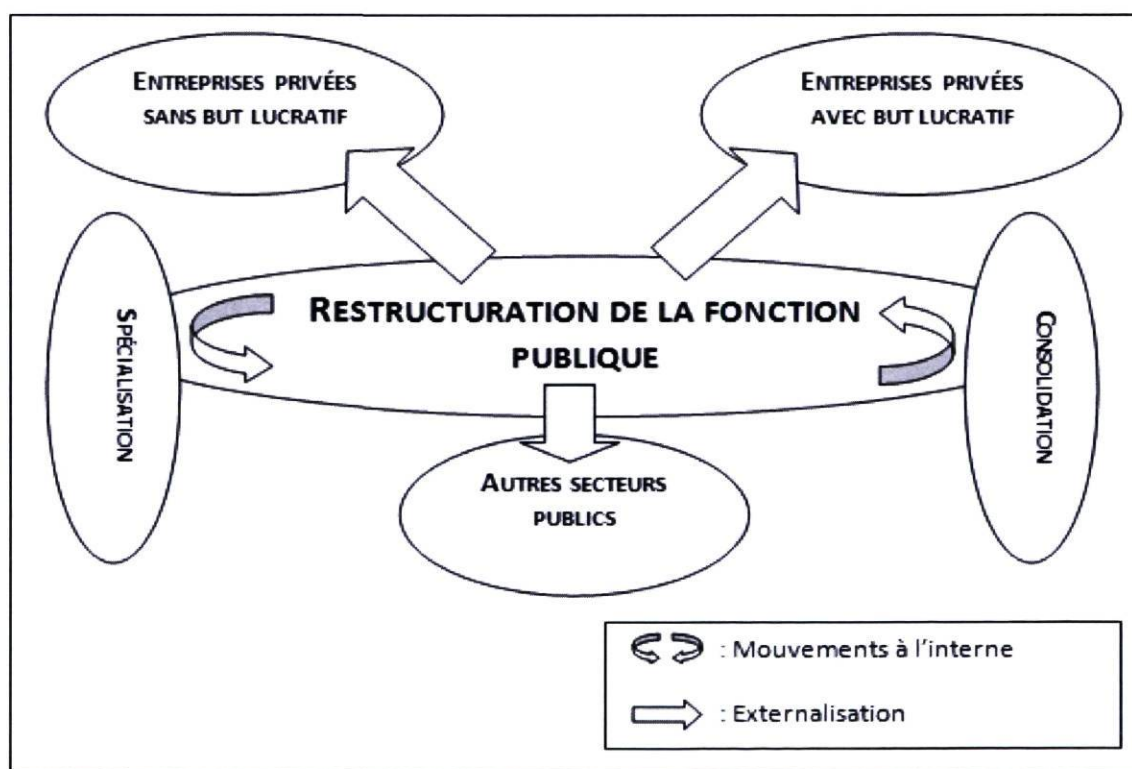 ENTREPRISES PRIVÉES
SANS BUT LUCRATIF
ENTREPRISES PRIVÉES
AVEC BUT LUCRATIF
SPÉCIALISATION
RESTRUCTURATION DE LA FONCTION
PUBLIQUE
CONSOLIDATION
AUTRES SECTEURS
PUBLICS
: Mouvements à l'interne
: Externalisation